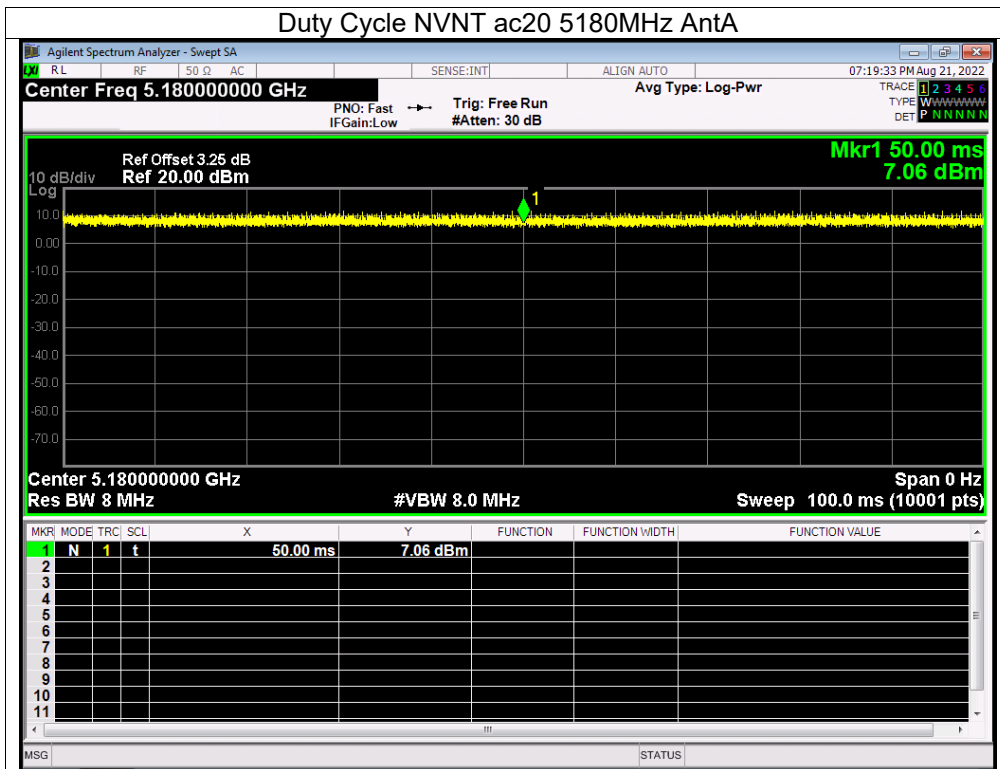 Duty Cycle NVNT ac20 5180MHz AntA
Agilent Spectrum Analyzer - Swept SA
LXI RL RF 50 Ω AC SENSE:INT ALIGN AUTO 07:19:33 PM Aug 21, 2022
Center Freq 5.180000000 GHz Avg Type: Log-Pwr TRACE 1 2 3 4 5 6
PNO: Fast Trig: Free Run TYPE WWWWWW
IFGain:Low #Atten: 30 dB DET P N N N N N
Mkr1 50.00 ms
Ref Offset 3.25 dB
10 dB/div Ref 20.00 dBm 7.06 dBm
Log
1
10.0
0.00
-10.0
-20.0
-30.0
-40.0
-50.0
-60.0
-70.0
Center 5.180000000 GHz Span 0 Hz
Res BW 8 MHz #VBW 8.0 MHz Sweep 100.0 ms (10001 pts)
MKR MODE TRC SCL X Y FUNCTION FUNCTION WIDTH FUNCTION VALUE
1 N 1 t 50.00 ms 7.06 dBm
2
3
4
5
6
7
8
9
10
11
MSG STATUS